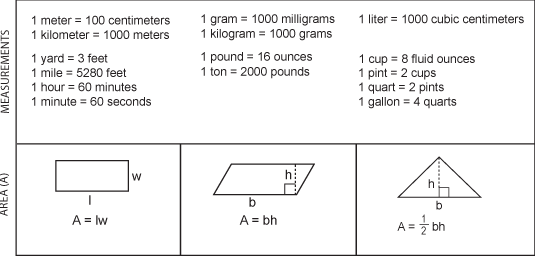 MEASUREMENTS
1 meter = 100 centimeters
1 kilometer = 1000 meters
1 yard = 3 feet
1 mile = 5280 feet
1 hour = 60 minutes
1 minute = 60 seconds
1 gram = 1000 milligrams
1 kilogram = 1000 grams
1 pound = 16 ounces
1 ton = 2000 pounds
1 liter = 1000 cubic centimeters
1 cup = 8 fluid ounces
1 pint = 2 cups
1 quart = 2 pints
1 gallon = 4 quarts
AREA (A)
w
l
A = lw
h
b
A = bh
h
b
A = 1/2 bh